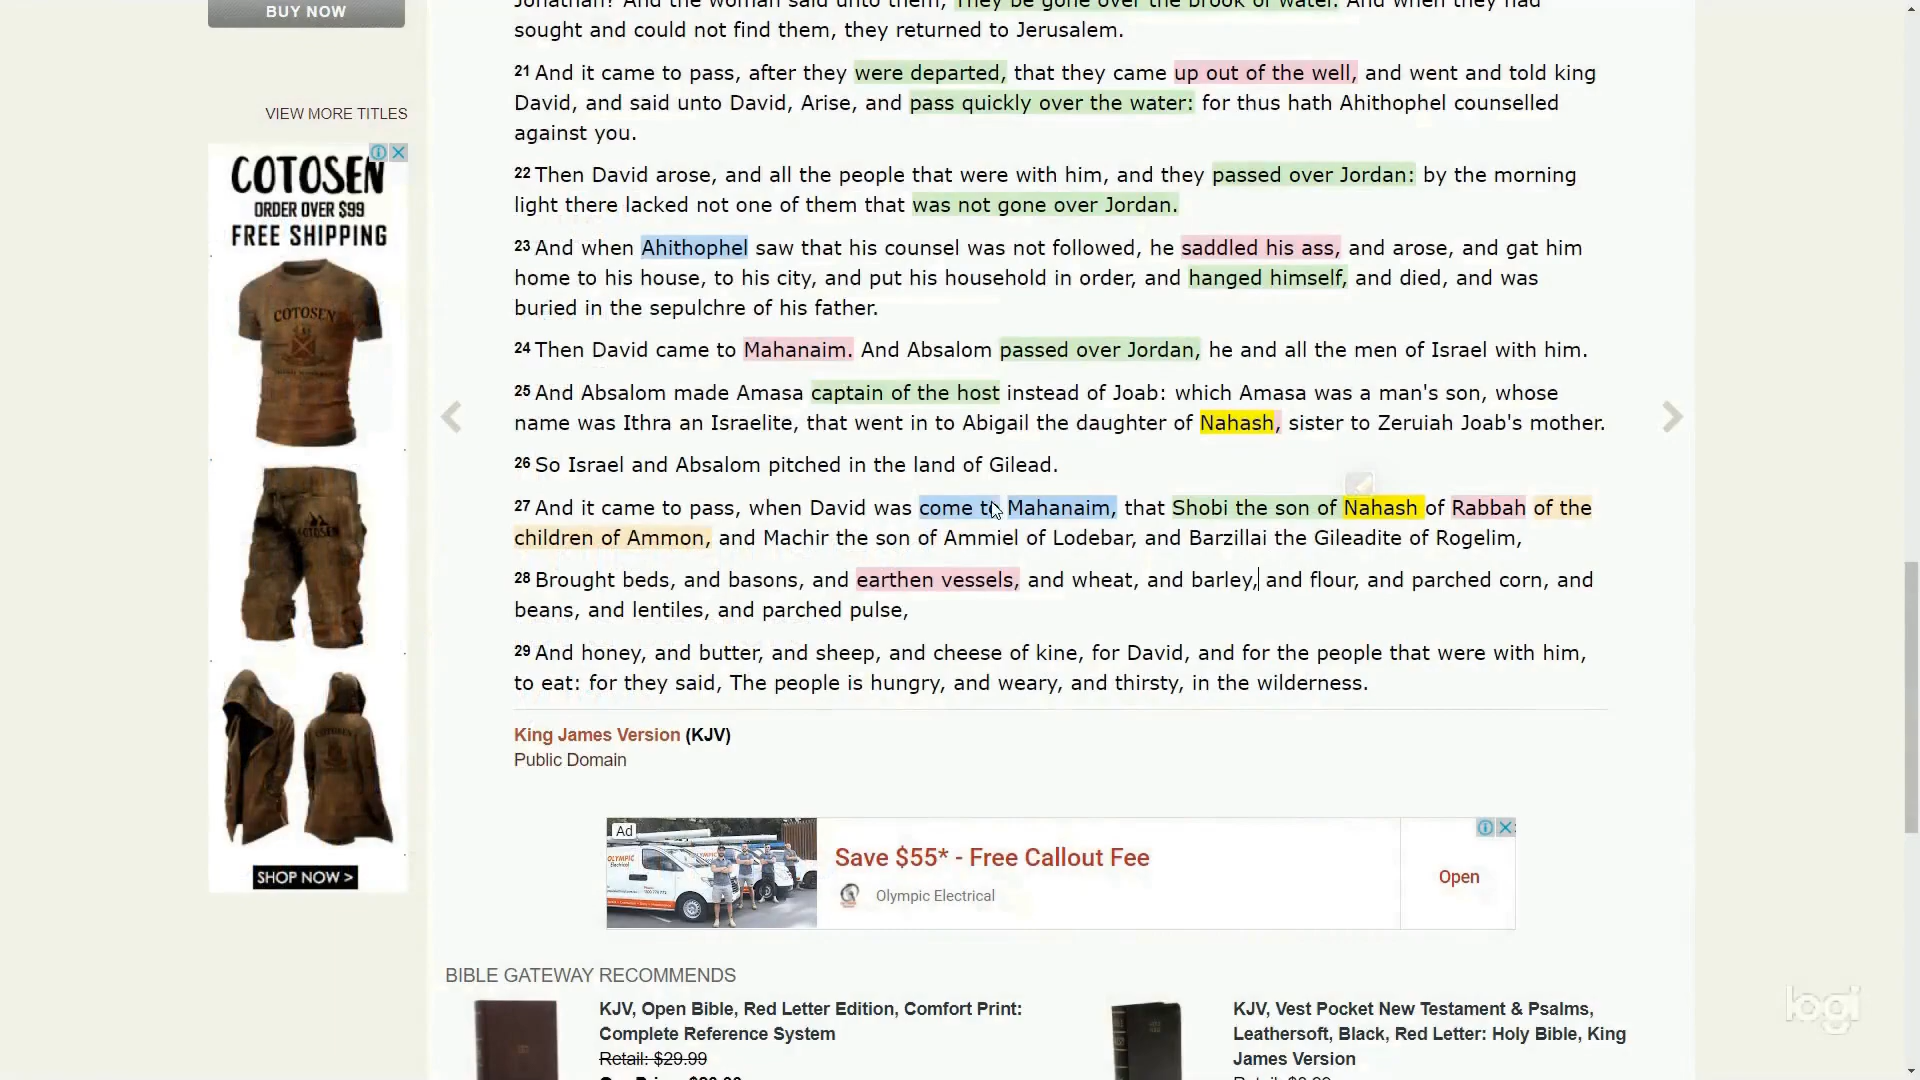 BUY NOW
VIEW MORE TITLES
COTOSEN
ORDER OVER $99
FREE SHIPPING
COTOSEN
SHOP NOW >
Jonathan? And the woman said unto them, They be gone over the brook of water. And when they had
sought and could not find them, they returned to Jerusalem.
21 And it came to pass, after they were departed, that they came up out of the well, and went and told king
David, and said unto David, Arise, and pass quickly over the water: for thus hath Ahithophel counselled
against you.
22 Then David arose, and all the people that were with him, and they passed over Jordan: by the morning
light there lacked not one of them that was not gone over Jordan.
23 And when Ahithophel saw that his counsel was not followed, he saddled his ass, and arose, and gat him
home to his house, to his city, and put his household in order, and hanged himself, and died, and was
buried in the sepulchre of his father.
24 Then David came to Mahanaim. And Absalom passed over Jordan, he and all the men of Israel with him.
25 And Absalom made Amasa captain of the host instead of Joab: which Amasa was a man's son, whose
name was Ithra an Israelite, that went in to Abigail the daughter of Nahash, sister to Zeruiah Joab's mother.
26 So Israel and Absalom pitched in the land of Gilead.
27 And it came to pass, when David was come to Mahanaim, that Shobi the son of Nahash of Rabbah of the
children of Ammon, and Machir the son of Ammiel of Lodebar, and Barzillai the Gileadite of Rogelim,
28 Brought beds, and basons, and earthen vessels, and wheat, and barley, and flour, and parched corn, and
beans, and lentiles, and parched pulse,
29 And honey, and butter, and sheep, and cheese of kine, for David, and for the people that were with him,
to eat: for they said, The people is hungry, and weary, and thirsty, in the wilderness.
King James Version (KJV)
Public Domain
Ad
OLYMPIC
Electrical
Save $55* - Free Callout Fee
Olympic Electrical
Open
BIBLE GATEWAY RECOMMENDS
KJV, Open Bible, Red Letter Edition, Comfort Print:
Complete Reference System
Retail: $29.99
KJV, Vest Pocket New Testament & Psalms,
Leathersoft, Black, Red Letter: Holy Bible, King
James Version
logi